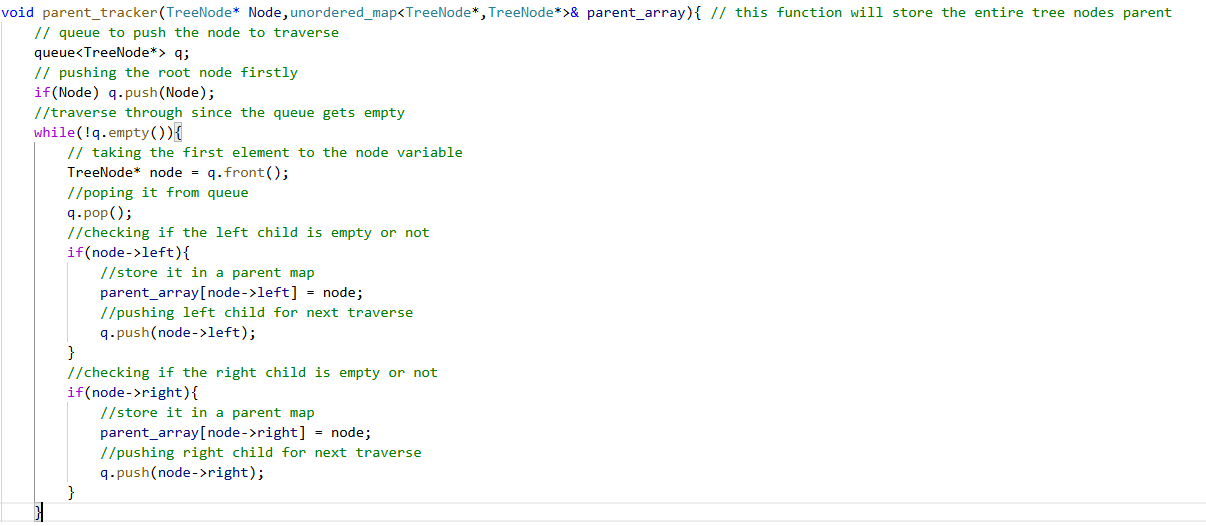 void parent_tracker(TreeNode* Node,unordered_map<TreeNode*,TreeNode*>& parent_array){ // this function will store the entire tree nodes parent
    // queue to push the node to traverse
    queue<TreeNode*> q;
    // pushing the root node firstly
    if(Node) q.push(Node);
    //traverse through since the queue gets empty
    while(!q.empty()){
        // taking the first element to the node variable
        TreeNode* node = q.front();
        //poping it from queue
        q.pop();
        //checking if the left child is empty or not
        if(node->left){
            //store it in a parent map
            parent_array[node->left] = node;
            //pushing left child for next traverse
            q.push(node->left);
        }
        //checking if the right child is empty or not
        if(node->right){
            //store it in a parent map
            parent_array[node->right] = node;
            //pushing right child for next traverse
            q.push(node->right);
        }
    }